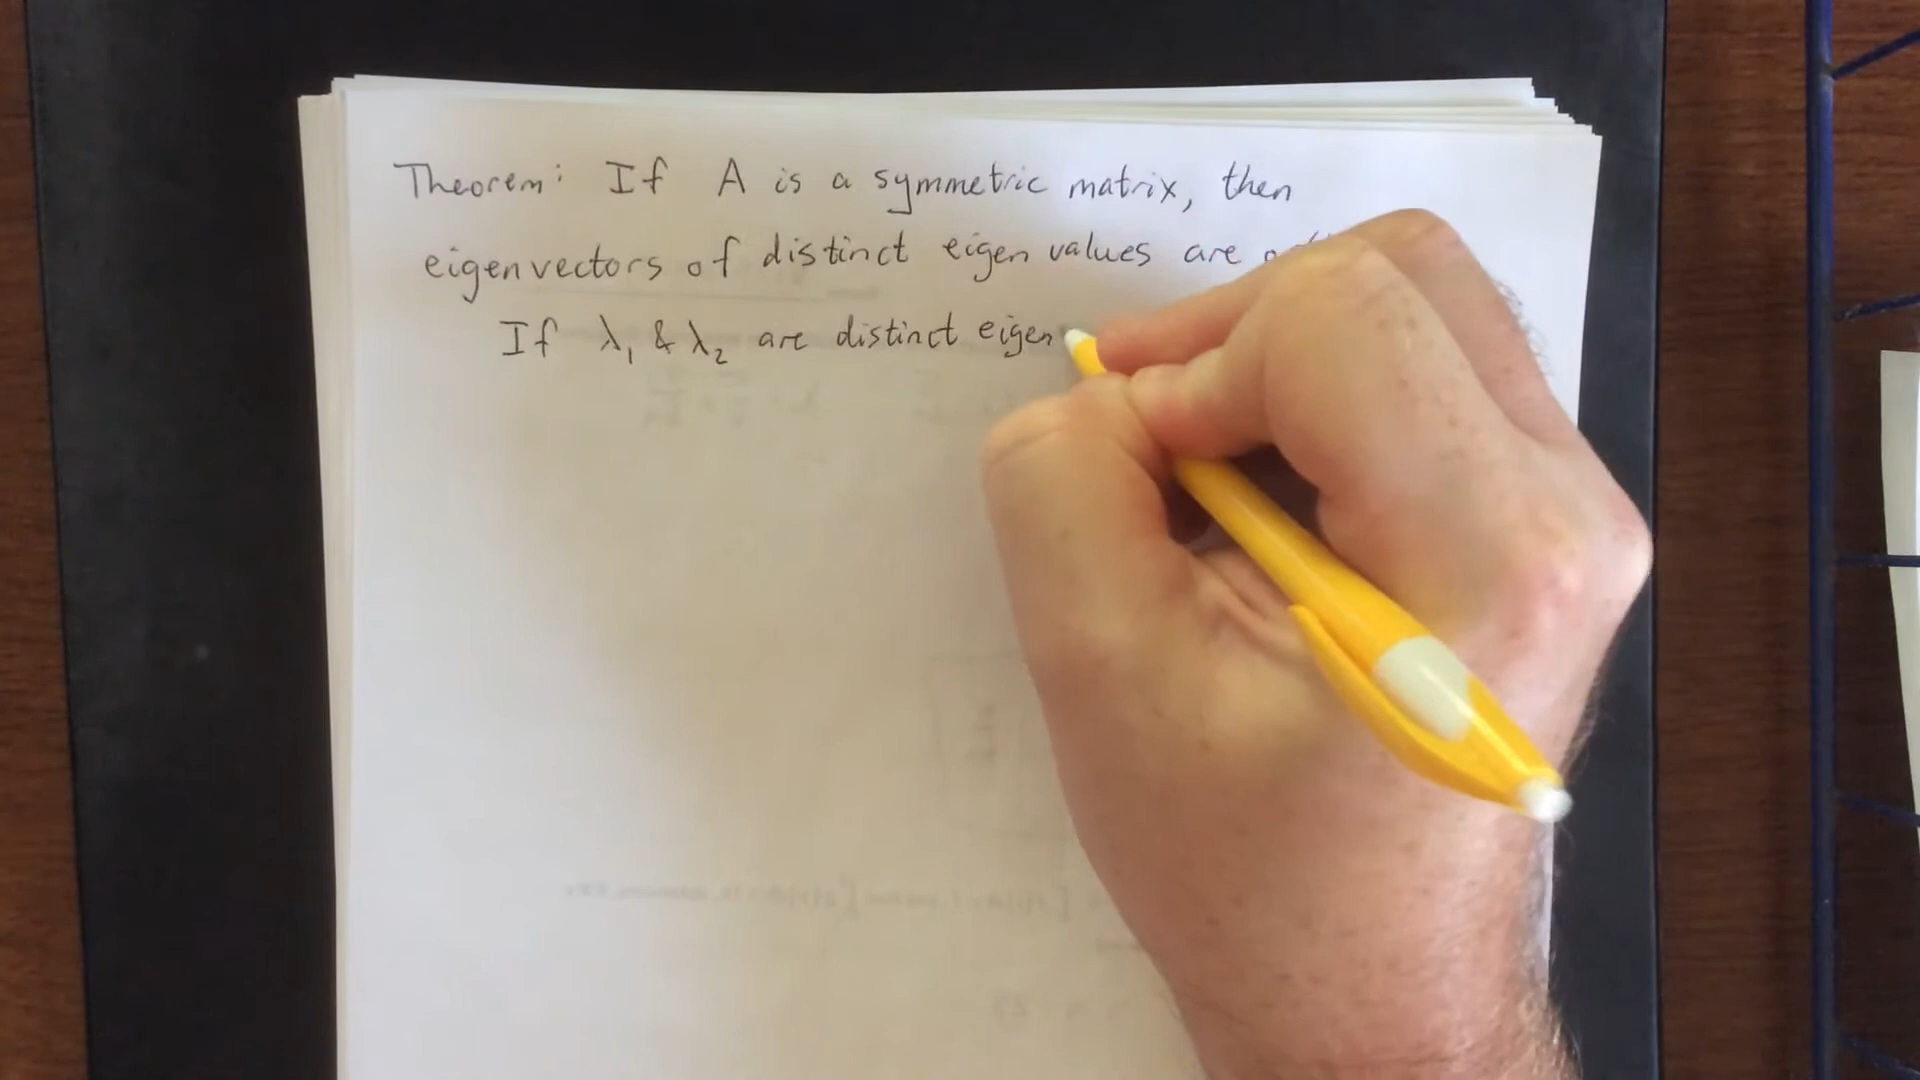 Theorem: If A is a symmetric matrix, then
eigenvectors of distinct eigen values are
If λ₁ & λ₂ are distinct eigen